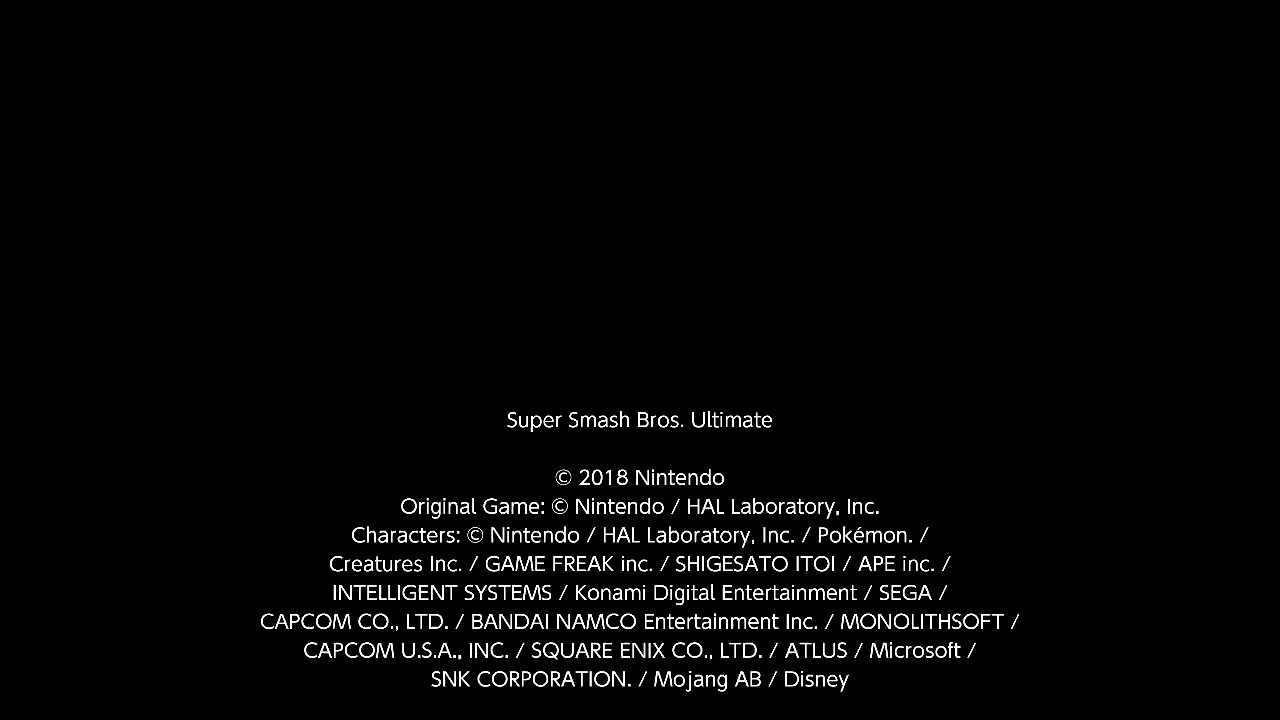 Super Smash Bros. Ultimate
© 2018 Nintendo
Original Game: © Nintendo / HAL Laboratory, Inc.
Characters: © Nintendo / HAL Laboratory, Inc. / Pokémon. /
Creatures Inc. / GAME FREAK inc. / SHIGESATO ITOI / APE inc. /
INTELLIGENT SYSTEMS / Konami Digital Entertainment / SEGA /
CAPCOM CO., LTD. / BANDAI NAMCO Entertainment Inc. / MONOLITHSOFT /
CAPCOM U.S.A., INC. / SQUARE ENIX CO., LTD. / ATLUS / Microsoft /
SNK CORPORATION. / Mojang AB / Disney